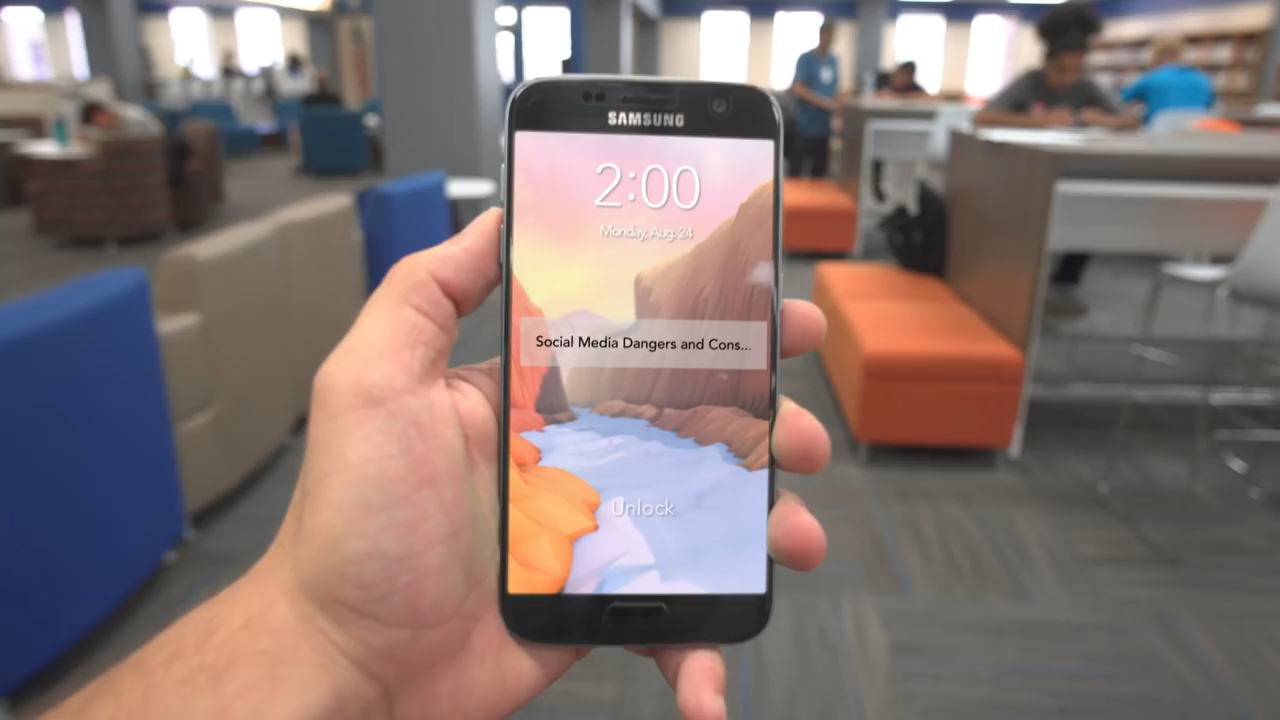 SAMSUNG
2:00
Monday, Aug. 24
Social Media Dangers and Cons...
Unlock